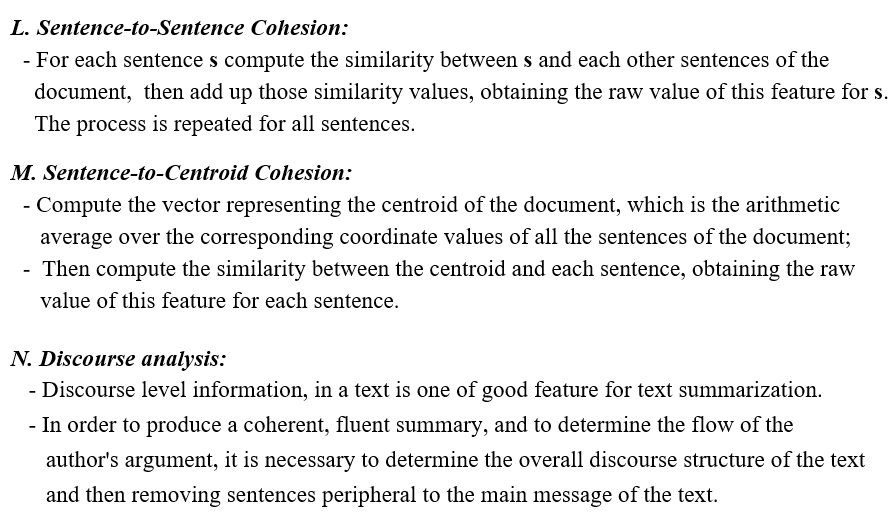 L. Sentence-to-Sentence Cohesion:
- For each sentence s compute the similarity between s and each other sentences of the
document,  then add up those similarity values, obtaining the raw value of this feature for s.
The process is repeated for all sentences.
M. Sentence-to-Centroid Cohesion:
- Compute the vector representing the centroid of the document, which is the arithmetic
average over the corresponding coordinate values of all the sentences of the document;
-  Then compute the similarity between the centroid and each sentence, obtaining the raw
value of this feature for each sentence.
N. Discourse analysis:
- Discourse level information, in a text is one of good feature for text summarization.
- In order to produce a coherent, fluent summary, and to determine the flow of the
author's argument, it is necessary to determine the overall discourse structure of the text
and then removing sentences peripheral to the main message of the text.